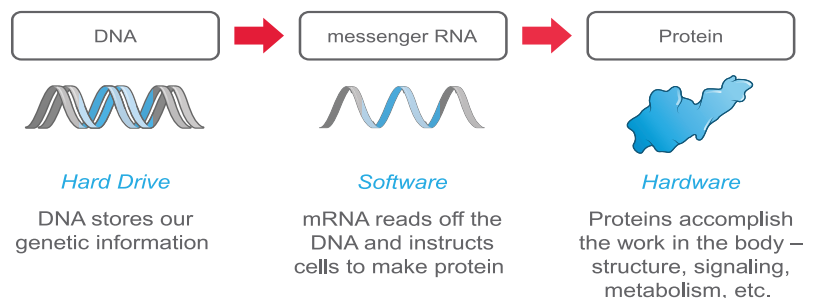 DNA
messenger RNA
Protein
Hard Drive
Software
Hardware
DNA stores our
genetic information
mRNA reads off the
DNA and instructs
cells to make protein
Proteins accomplish
the work in the body –
structure, signaling,
metabolism, etc.